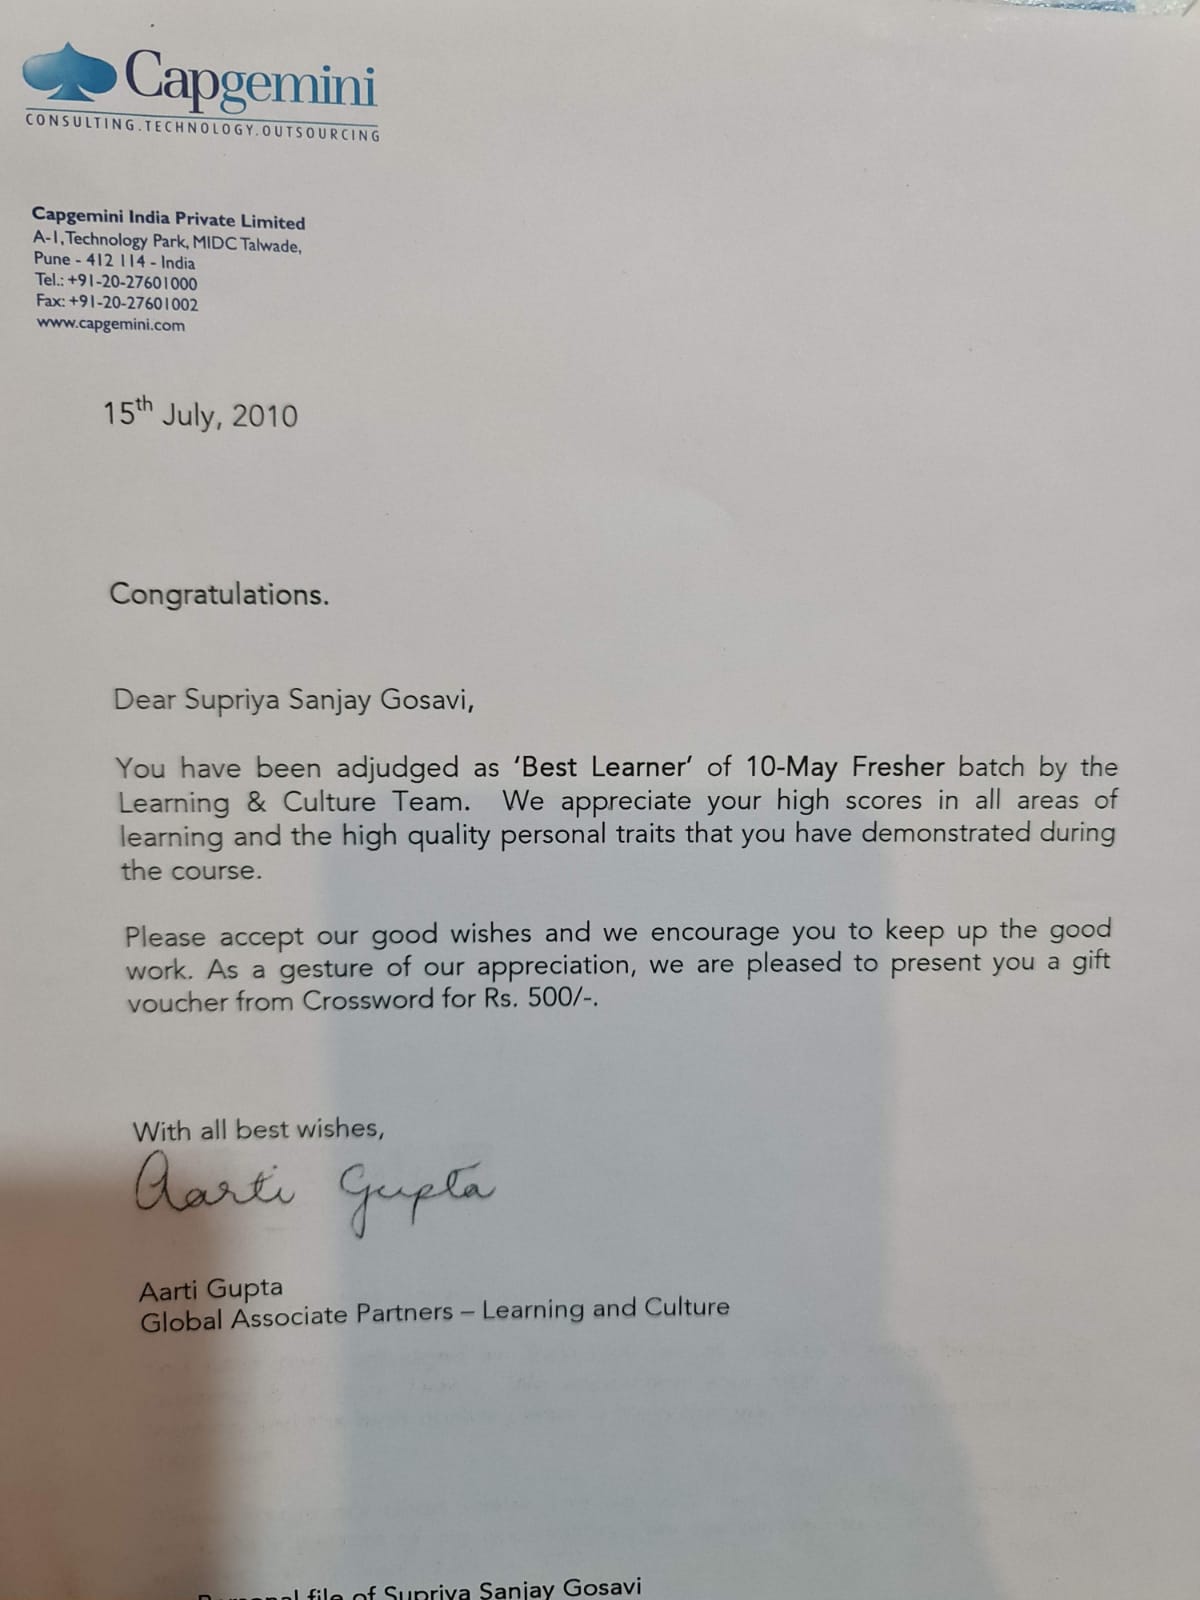 Capgemini
CONSULTING.TECHNOLOGY.OUTSOURCING
Capgemini India Private Limited
A-1, Technology Park, MIDC Talwade,
Pune - 412 114 - India
Tel.: +91-20-27601000
Fax: +91-20-27601002
www.capgemini.com
15th July, 2010
Congratulations.
Dear Supriya Sanjay Gosavi,
You have been adjudged as ‘Best Learner’ of 10-May Fresher batch by the
Learning & Culture Team. We appreciate your high scores in all areas of
learning and the high quality personal traits that you have demonstrated during
the course.
Please accept our good wishes and we encourage you to keep up the good
work. As a gesture of our appreciation, we are pleased to present you a gift
voucher from Crossword for Rs. 500/-.
With all best wishes,
Aarti Gupta
Aarti Gupta
Global Associate Partners – Learning and Culture
Personal file of Supriya Sanjay Gosavi